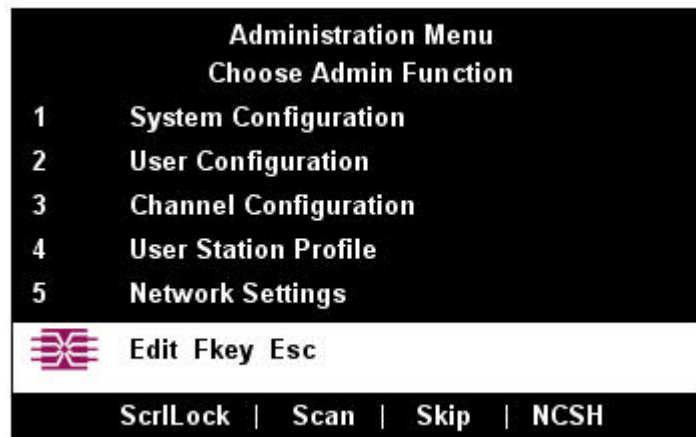 Administration Menu
Choose Admin Function
1 System Configuration
2 User Configuration
3 Channel Configuration
4 User Station Profile
5 Network Settings
Edit Fkey Esc
ScrlLock | Scan | Skip | NCSH